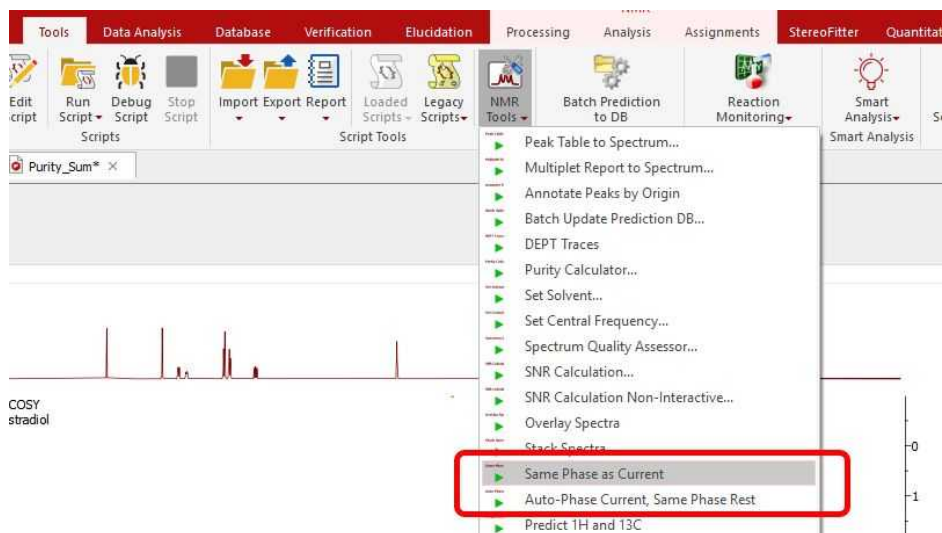 Tools Data Analysis Database Verification Elucidation Processing Analysis Assignments StereoFitter
Run Script Debug Script Stop Script Import Export Report Loaded Scripts Legacy Scripts NMR Tools Batch Prediction to DB Reaction Monitoring Smart Analysis
Scripts Script Tools Smart Analysis
Purity_Sum* ×
Peak Table to Spectrum...
Multiplet Report to Spectrum...
Annotate Peaks by Origin
Batch Update Prediction DB...
DEPT Traces
Purity Calculator...
Set Solvent...
Set Central Frequency...
Spectrum Quality Assessor...
SNR Calculation...
SNR Calculation Non-Interactive...
Overlay Spectra
Stack Spectra
Same Phase as Current
Auto-Phase Current, Same Phase Rest
Predict 1H and 13C
COSY
stradiol
0
1